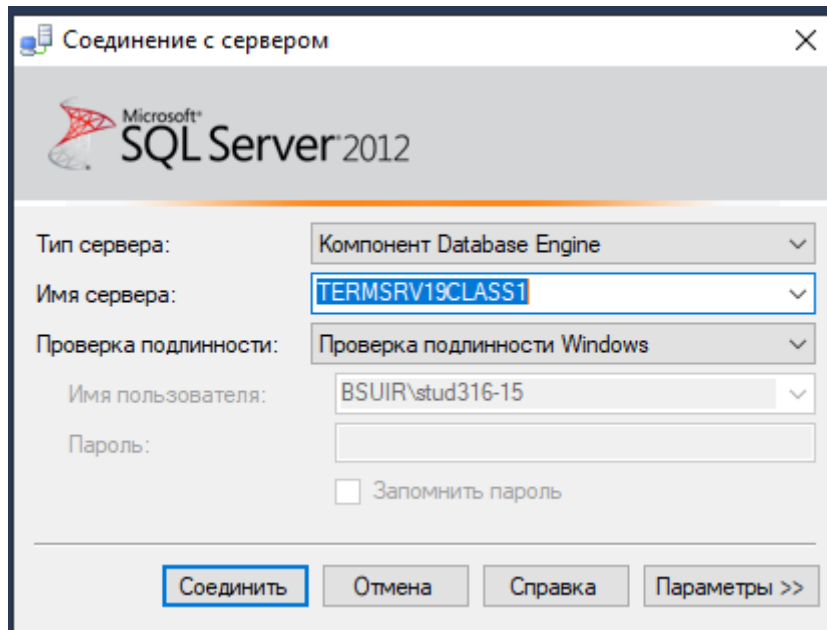 Соединение с сервером
Microsoft®
SQL Server® 2012
Тип сервера: Компонент Database Engine
Имя сервера: TERMSRV19CLASS1
Проверка подлинности: Проверка подлинности Windows
Имя пользователя: BSUIR\stud316-15
Пароль:
Запомнить пароль
Соединить Отмена Справка Параметры >>